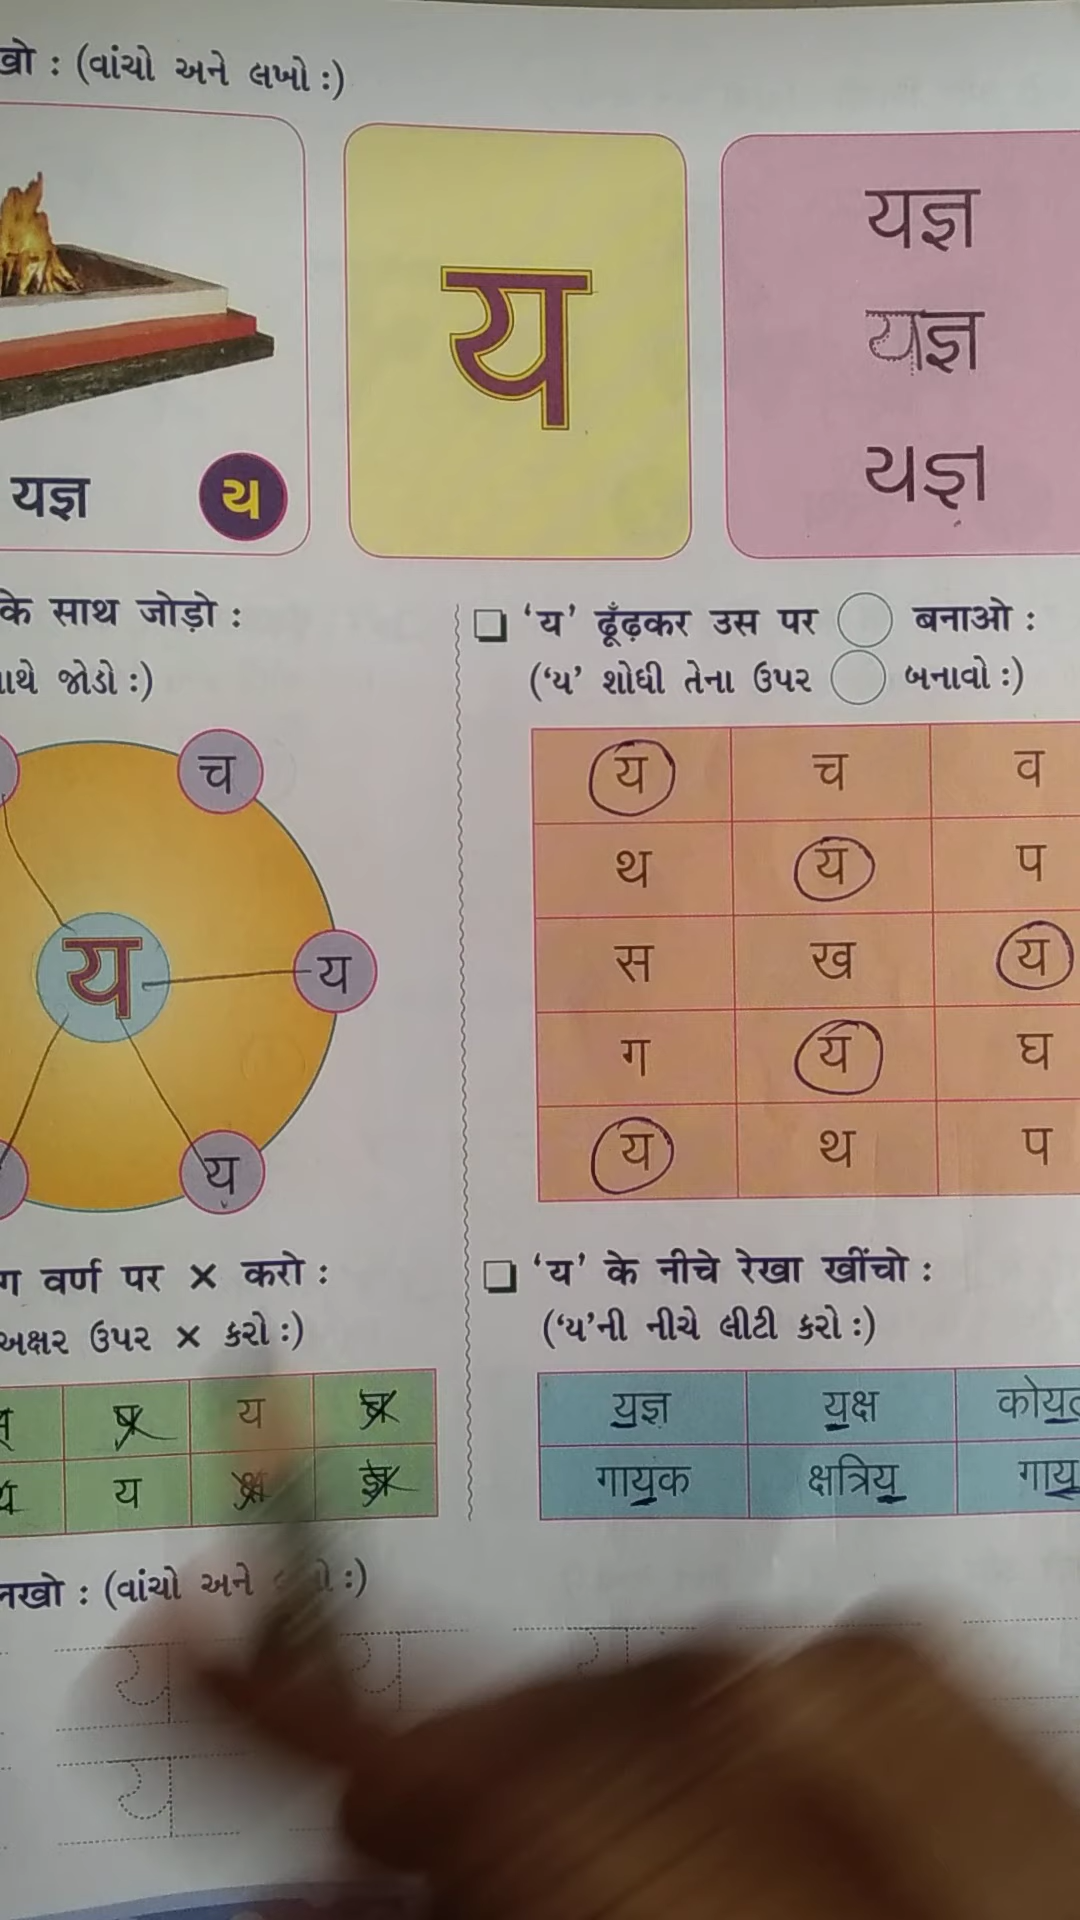 खो : (વાંચો અને લખો :)
यज्ञ
य
यज्ञ
यज्ञ
यज्ञ
ય
यज्ञ
के साथ जोड़ो :
જોડો :)
च
य
य
य
'य' ढूँढ़कर उस पर बनाओ :
('ય' શોધી તેના ઉપર બનાવો :)
य च व
थ य प
स ख य
ग य घ
य थ प
वर्ण पर × करो :
અક્ષર ઉપર × કરો :)
य
य
'य' के नीचे रेखा खींचो :
('ય'ની નીચે લીટી કરો :)
यज्ञ यक्ष
गायक क्षत्रिय गाय
(વાંચો અને
य य य
य